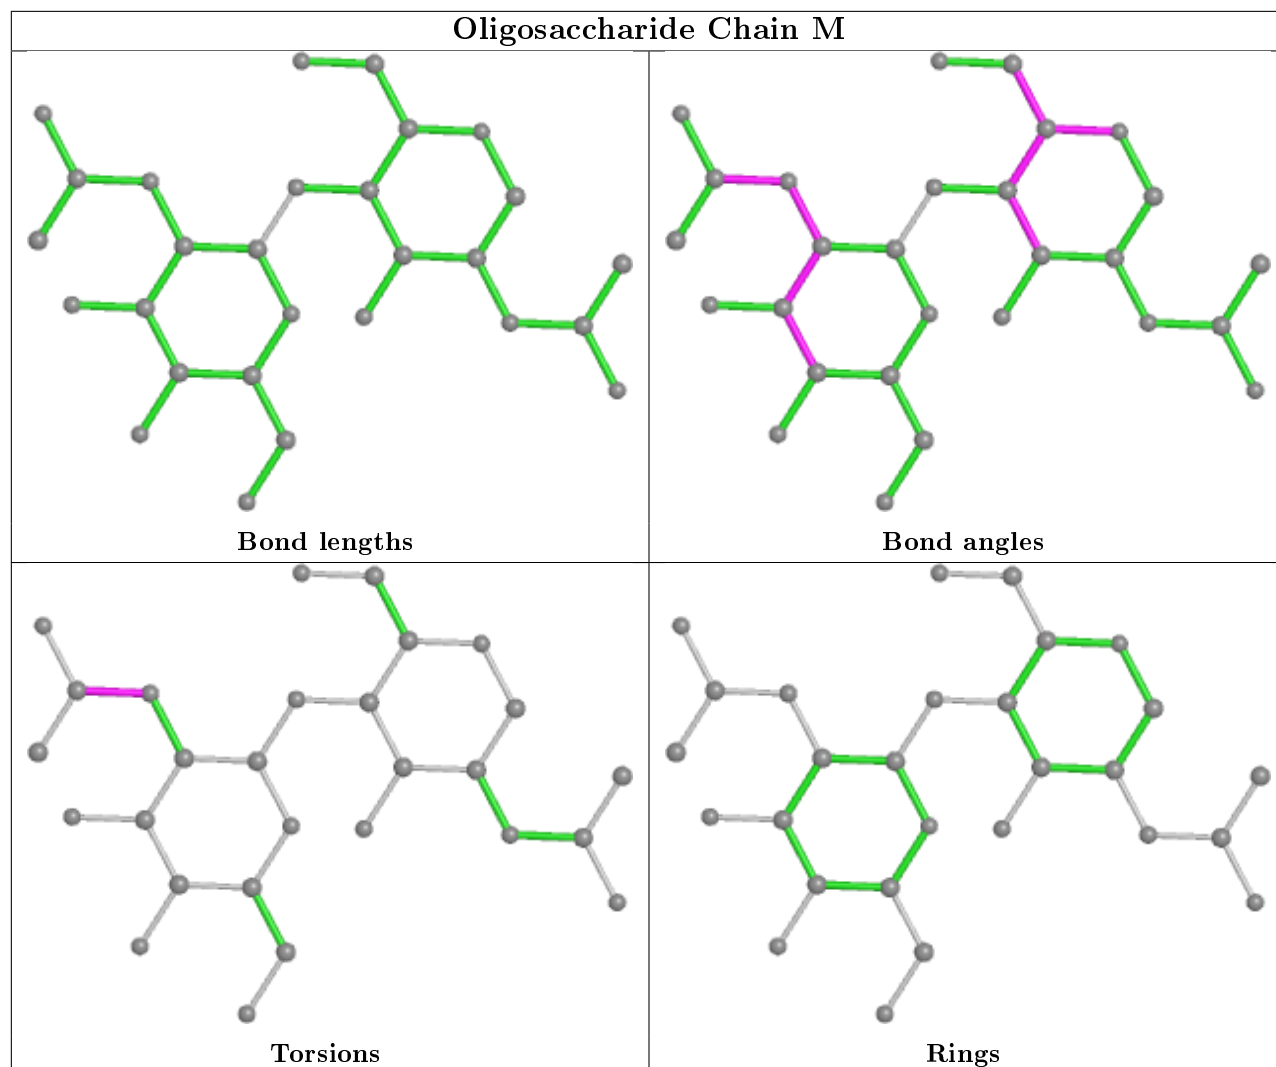 Oligosaccharide Chain M
Bond lengths
Bond angles
Torsions
Rings